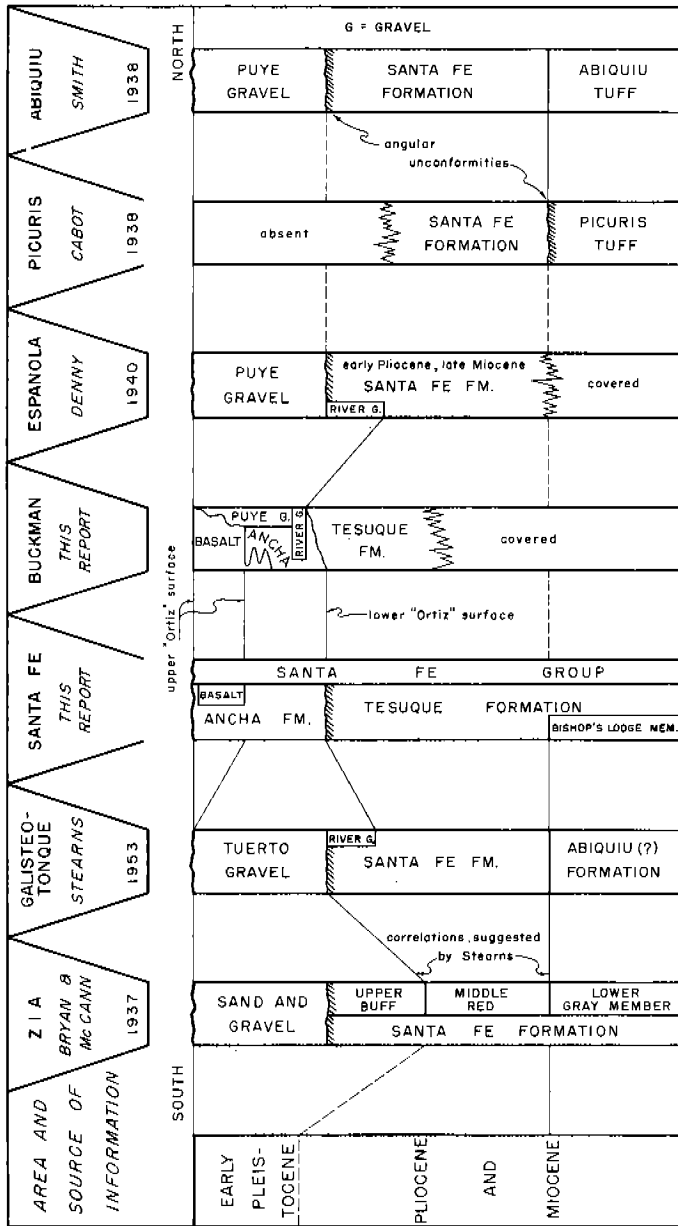 G = GRAVEL
NORTH
ABIQUIU
SMITH
1938
PUYE
GRAVEL
SANTA FE
FORMATION
ABIQUIU
TUFF
angular
unconformities
PICURIS
CABOT
1938
absent
SANTA FE
FORMATION
PICURIS
TUFF
ESPANOLA
DENNY
1940
PUYE
GRAVEL
early Pliocene, late Miocene
SANTA FE FM.
RIVER G.
covered
BUCKMAN
THIS
REPORT
PUYE G.
BASALT
ANCHA
RIVER G.
TESUQUE
FM.
covered
upper "Ortiz" surface
lower "Ortiz" surface
SANTA FE
THIS
REPORT
SANTA FE GROUP
BASALT
ANCHA FM.
TESUQUE FORMATION
BISHOP'S LODGE MEM.
GALISTEO-
TONQUE
STEARNS
1953
TUERTO
GRAVEL
RIVER G.
SANTA FE FM.
ABIQUIU (?)
FORMATION
correlations, suggested
by Stearns
ZIA
BRYAN &
McCANN
1937
SAND AND
GRAVEL
UPPER
BUFF
MIDDLE
RED
LOWER
GRAY MEMBER
SANTA FE FORMATION
SOUTH
AREA AND
SOURCE OF
INFORMATION
EARLY
PLEIS-
TOCENE
PLIOCENE
AND
MIOCENE